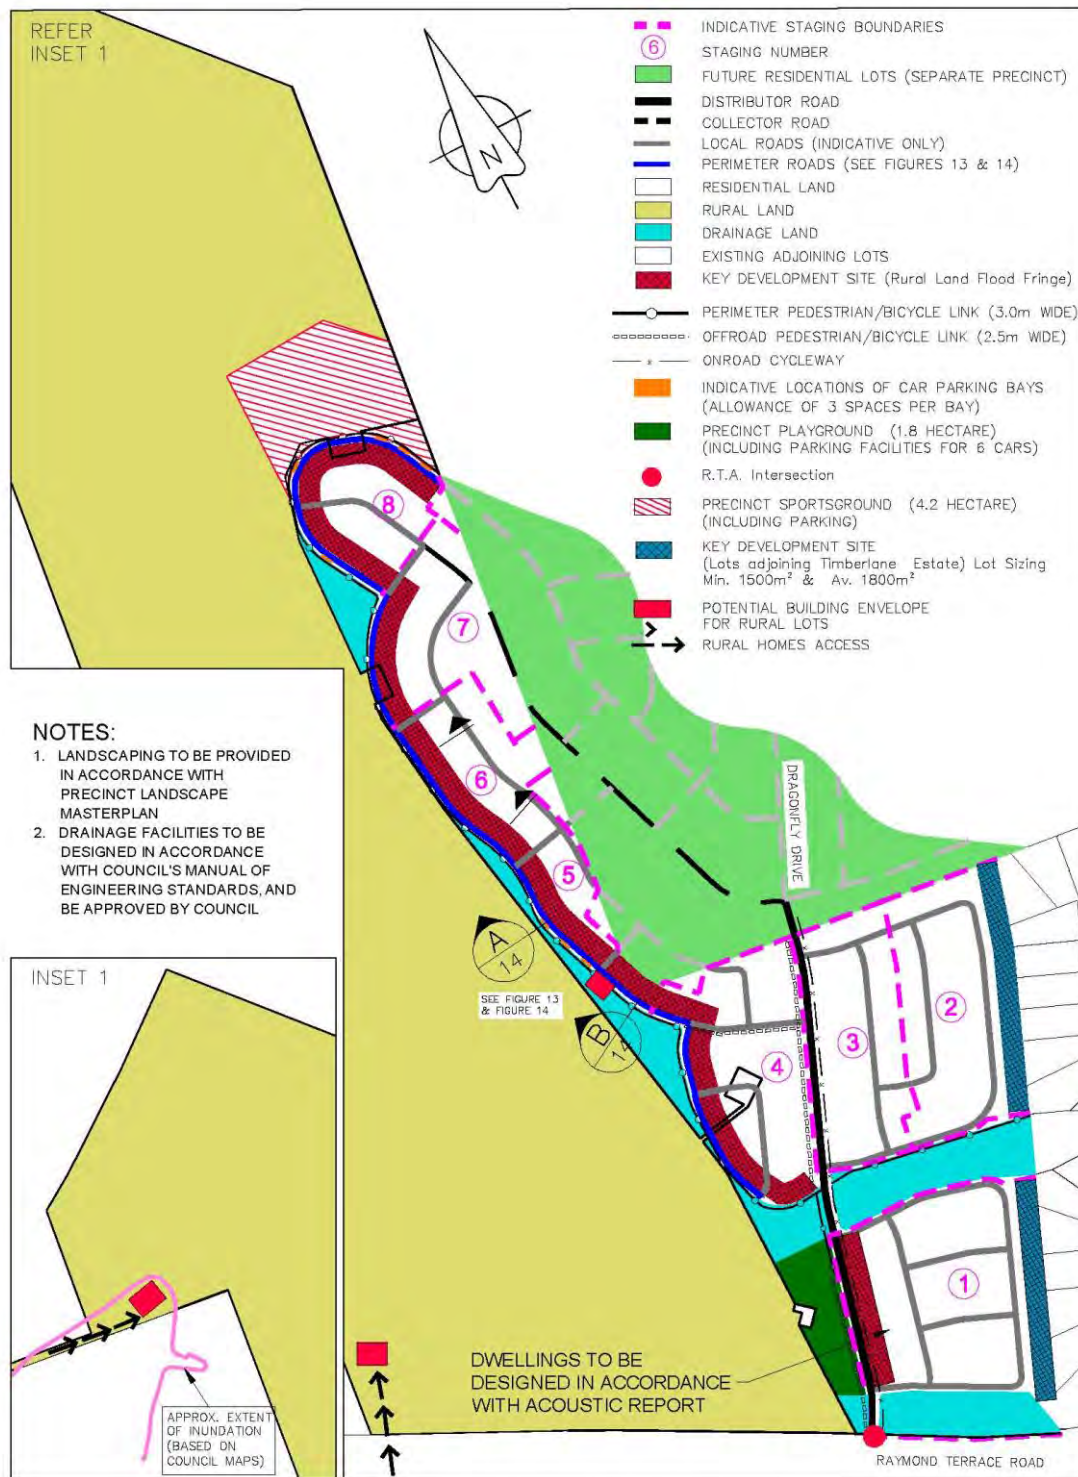 REFER
INSET 1
N
INDICATIVE STAGING BOUNDARIES
6 STAGING NUMBER
FUTURE RESIDENTIAL LOTS (SEPARATE PRECINCT)
DISTRIBUTOR ROAD
COLLECTOR ROAD
LOCAL ROADS (INDICATIVE ONLY)
PERIMETER ROADS (SEE FIGURES 13 & 14)
RESIDENTIAL LAND
RURAL LAND
DRAINAGE LAND
EXISTING ADJOINING LOTS
KEY DEVELOPMENT SITE (Rural Land Flood Fringe)
PERIMETER PEDESTRIAN/BICYCLE LINK (3.0m WIDE)
OFFROAD PEDESTRIAN/BICYCLE LINK (2.5m WIDE)
ONROAD CYCLEWAY
INDICATIVE LOCATIONS OF CAR PARKING BAYS
(ALLOWANCE OF 3 SPACES PER BAY)
PRECINCT PLAYGROUND (1.8 HECTARE)
(INCLUDING PARKING FACILITIES FOR 6 CARS)
R.T.A. Intersection
PRECINCT SPORTSGROUND (4.2 HECTARE)
(INCLUDING PARKING)
KEY DEVELOPMENT SITE
(Lots adjoining Timberlane Estate) Lot Sizing
Min. 1500m² & Av. 1800m²
POTENTIAL BUILDING ENVELOPE
FOR RURAL LOTS
RURAL HOMES ACCESS
8
7
6
5
4
3
2
1
DRAGONFLY DRIVE
NOTES:
1. LANDSCAPING TO BE PROVIDED
IN ACCORDANCE WITH
PRECINCT LANDSCAPE
MASTERPLAN
2. DRAINAGE FACILITIES TO BE
DESIGNED IN ACCORDANCE
WITH COUNCIL'S MANUAL OF
ENGINEERING STANDARDS, AND
BE APPROVED BY COUNCIL
A
14
SEE FIGURE 13
& FIGURE 14
B
INSET 1
APPROX. EXTENT
OF INUNDATION
(BASED ON
COUNCIL MAPS)
DWELLINGS TO BE
DESIGNED IN ACCORDANCE
WITH ACOUSTIC REPORT
RAYMOND TERRACE ROAD